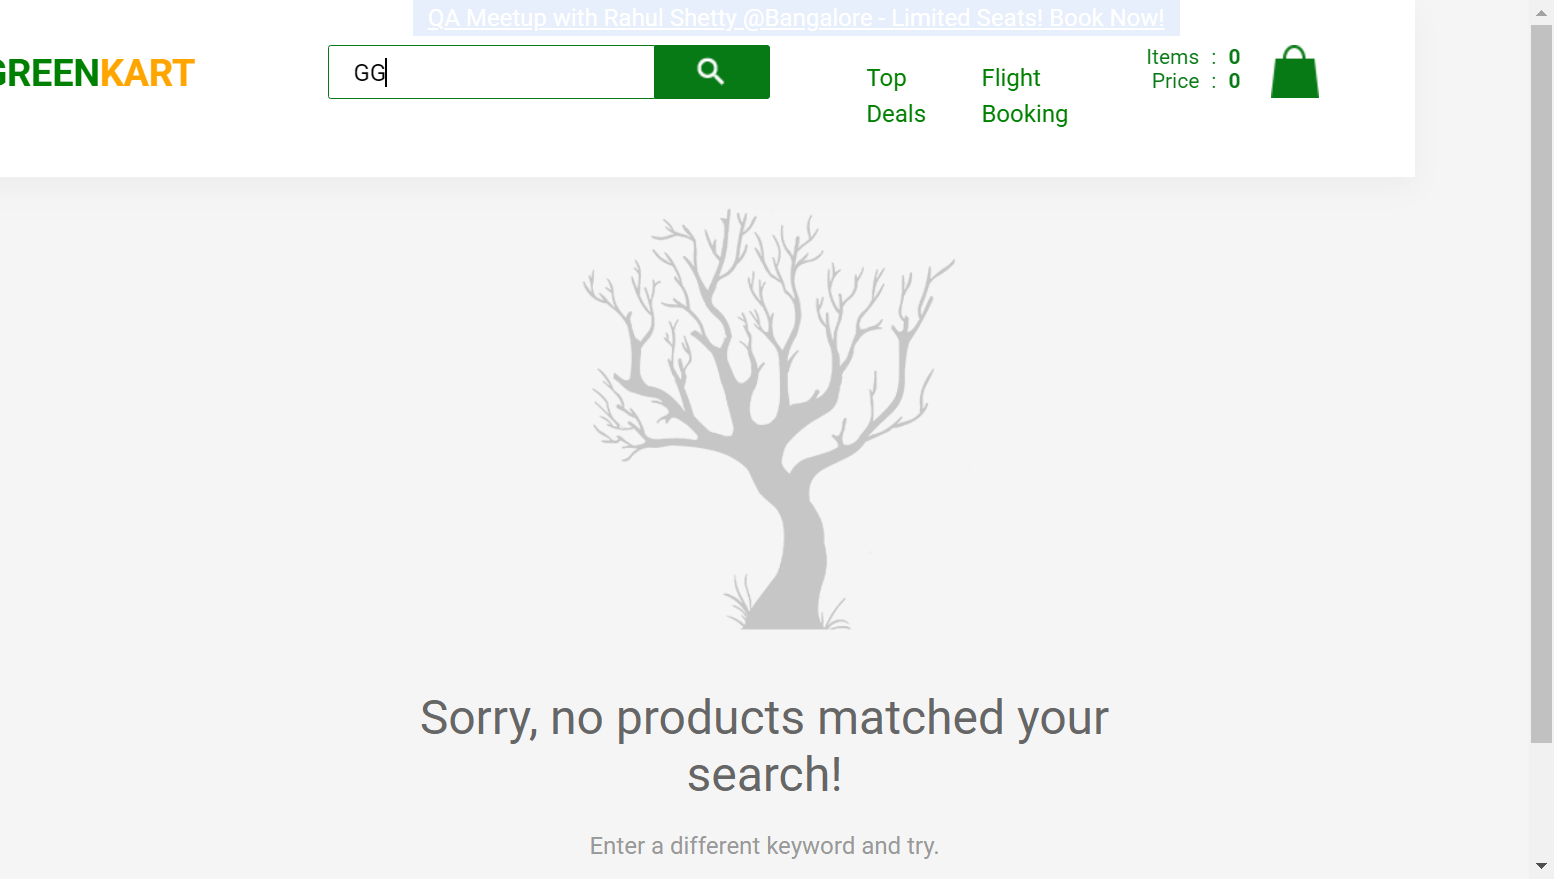 QA Meetup with Rahul Shetty @Bangalore - Limited Seats! Book Now!
GREENKART
GG
Top
Deals
Flight
Booking
Items : 0
Price : 0
Sorry, no products matched your
search!
Enter a different keyword and try.